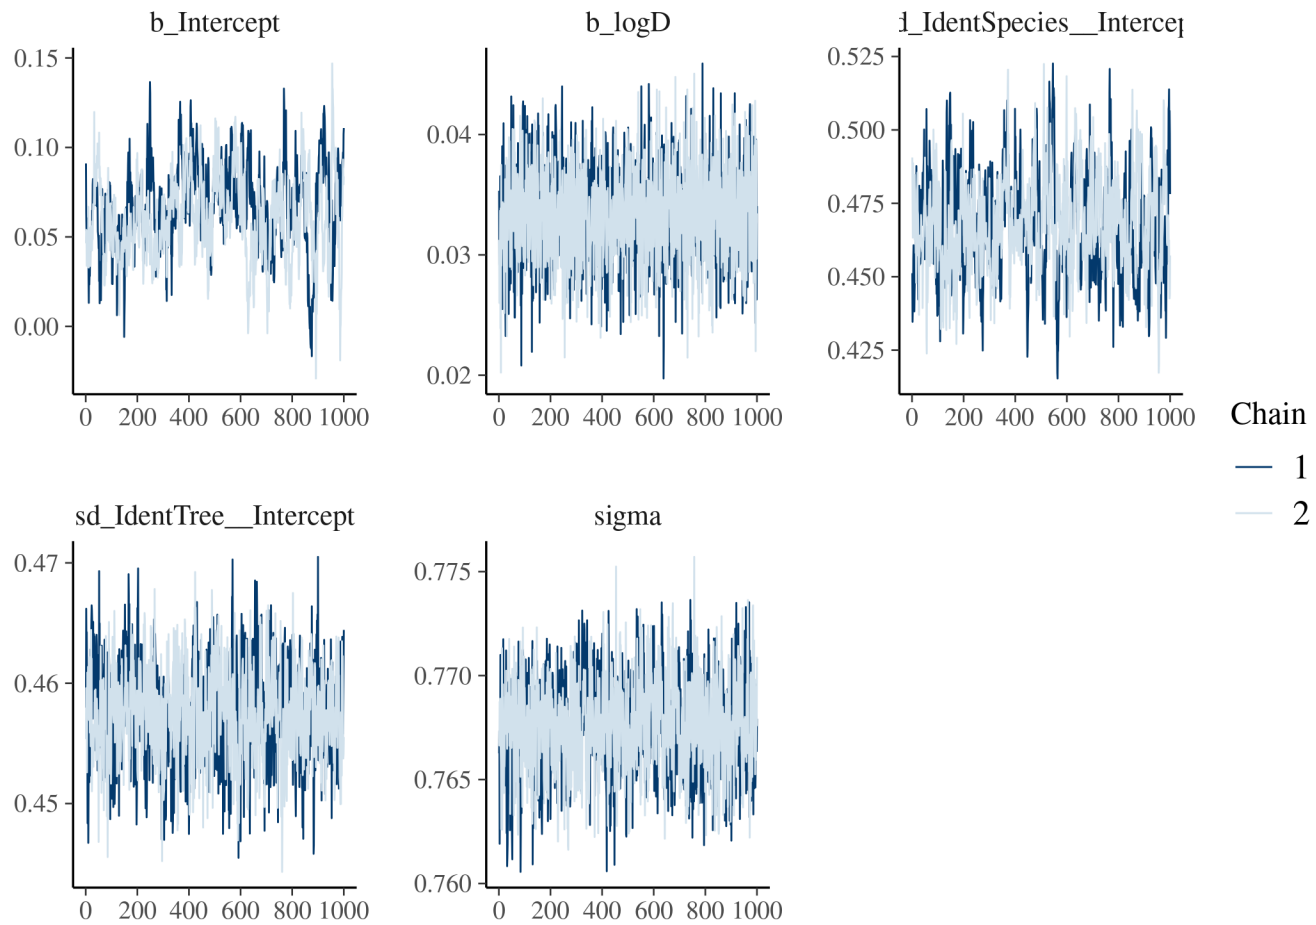 b_Intercept
b_logD
d_IdentSpecies__Intercep
0.15
0.10
0.05
0.00
0 200 400 600 800 1000
0.04
0.03
0.02
0 200 400 600 800 1000
0.525
0.500
0.475
0.450
0.425
0 200 400 600 800 1000
Chain
1
2
sd_IdentTree__Intercept
sigma
0.47
0.46
0.45
0 200 400 600 800 1000
0.775
0.770
0.765
0.760
0 200 400 600 800 1000